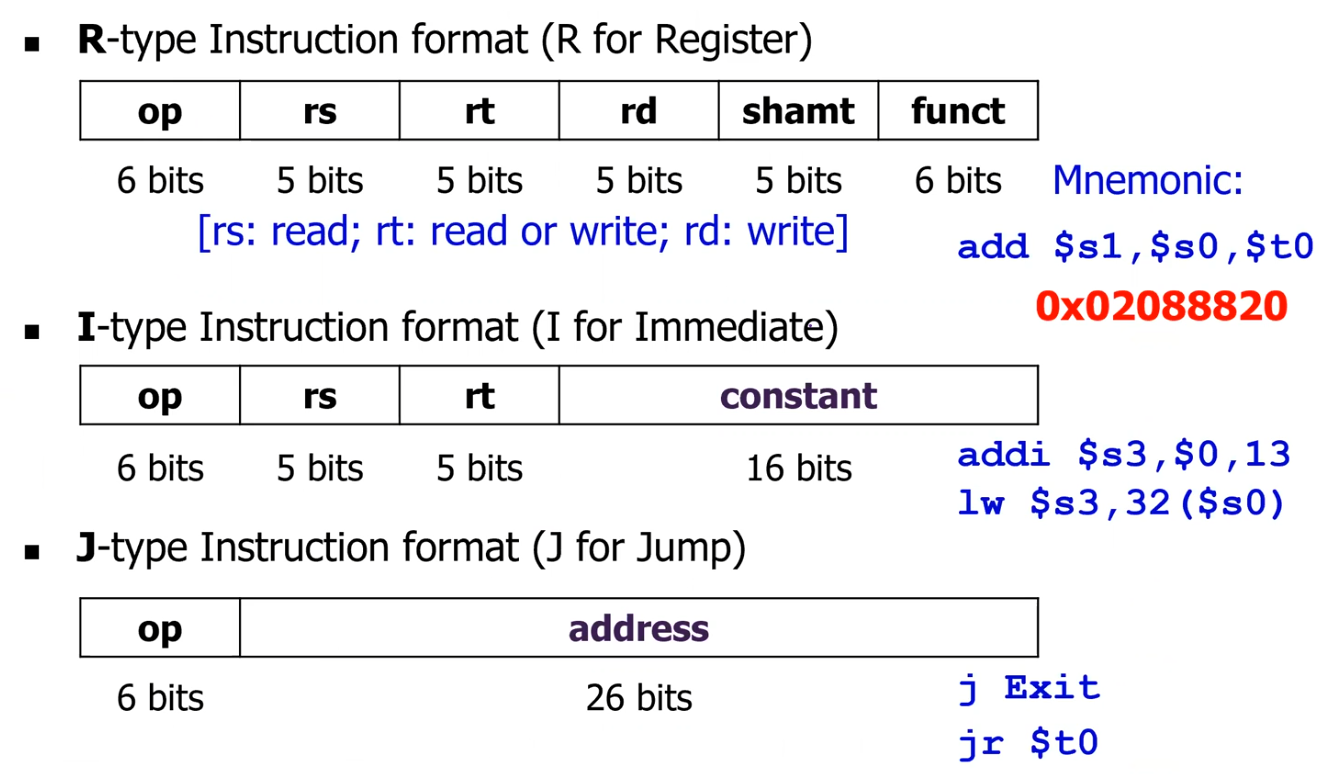 ▪ R-type Instruction format (R for Register)
op rs rt rd shamt funct
6 bits 5 bits 5 bits 5 bits 5 bits 6 bits Mnemonic:
[rs: read; rt: read or write; rd: write]
add $s1,$s0,$t0
0x02088820
▪ I-type Instruction format (I for Immediate)
op rs rt constant
6 bits 5 bits 5 bits 16 bits
addi $s3,$0,13
lw $s3,32($s0)
▪ J-type Instruction format (J for Jump)
op address
6 bits 26 bits
j Exit
jr $t0